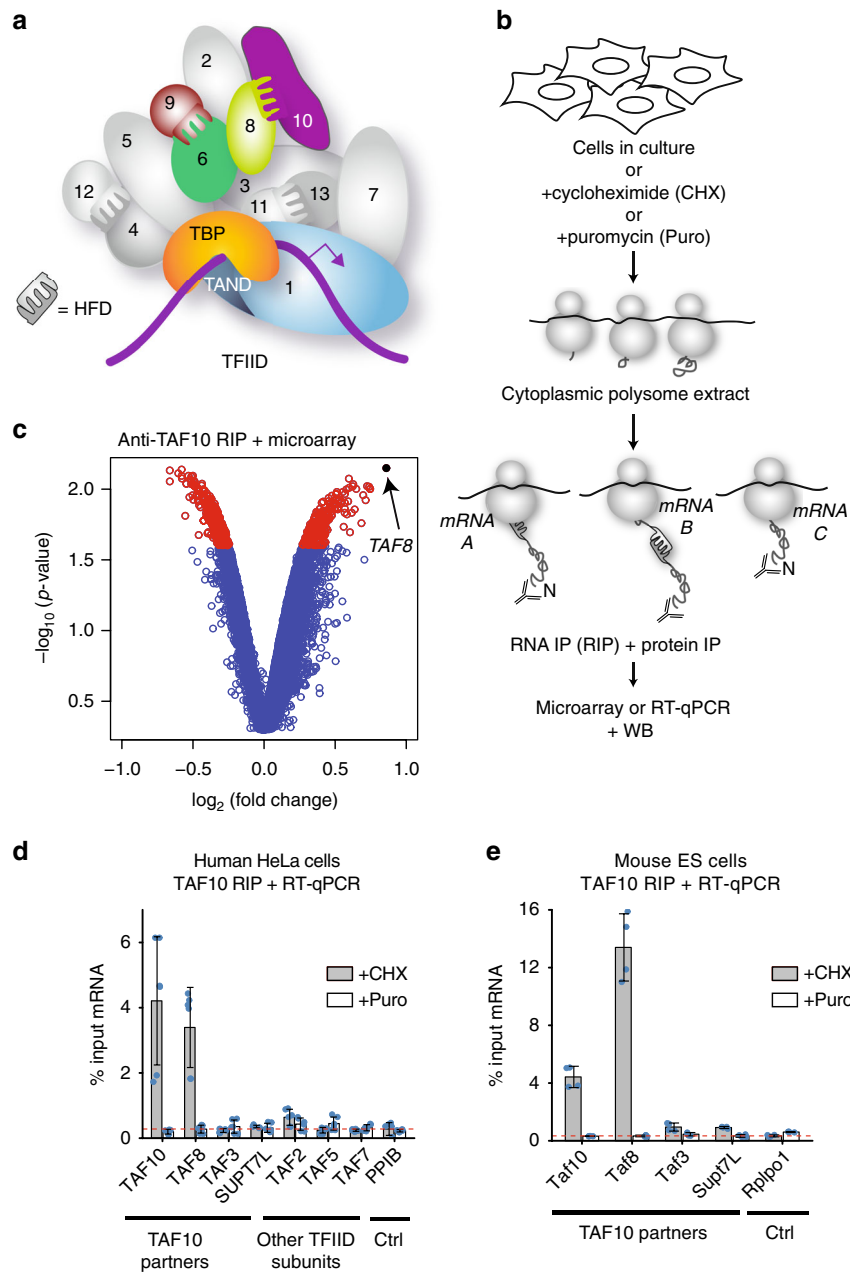 a
2
9
10
8
5
6
3
7
12
13
11
4
TBP
TAND
1
= HFD
TFIID
b
Cells in culture
or
+cycloheximide (CHX)
or
+puromycin (Puro)
Cytoplasmic polysome extract
mRNA
A
mRNA
B
mRNA
C
N
N
RNA IP (RIP) + protein IP
Microarray or RT-qPCR
+ WB
c
Anti-TAF10 RIP + microarray
2.0
1.5
1.0
0.5
–log10 (p-value)
TAF8
−1.0 −0.5 0.0 0.5 1.0
log2 (fold change)
d
Human HeLa cells
TAF10 RIP + RT-qPCR
6
4
2
0
% input mRNA
+CHX
+Puro
TAF10 TAF8 TAF3 SUPT7L TAF2 TAF5 TAF7 PPIB
TAF10
partners
Other TFIID
subunits
Ctrl
e
Mouse ES cells
TAF10 RIP + RT-qPCR
16
12
8
4
0
% input mRNA
+CHX
+Puro
Taf10 Taf8 Taf3 Supt7L Rplpo1
TAF10 partners
Ctrl